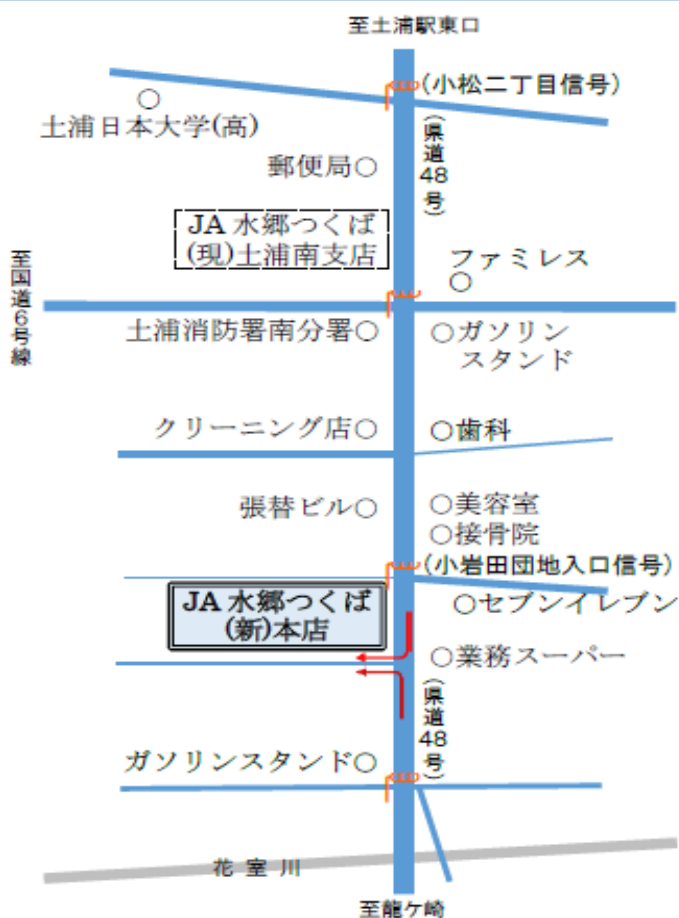 至土浦駅東口
(小松二丁目信号)
土浦日本大学(高)
(県道48号)
郵便局○
JA 水郷つくば
(現)土浦南支店
至国道6号線
ファミレス
土浦消防署南分署○
○ガソリン
スタンド
クリーニング店○
○歯科
張替ビル○
○美容室
○接骨院
(小岩田団地入口信号)
JA 水郷つくば
(新)本店
○セブンイレブン
○業務スーパー
(県道48号)
ガソリンスタンド○
花室川
至龍ケ崎